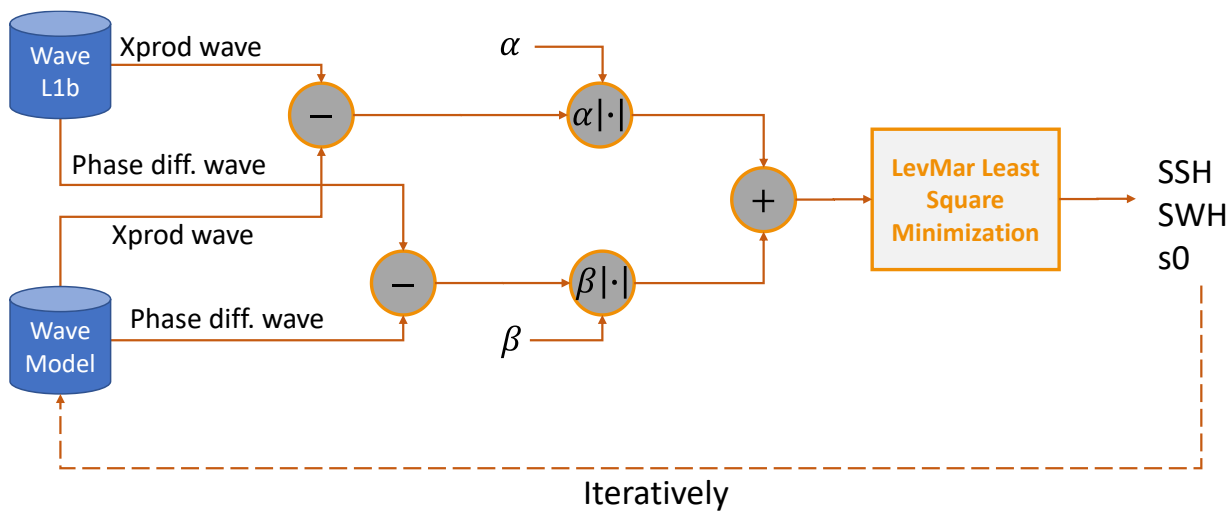 Wave
L1b
Xprod wave
α
−
α|·|
Phase diff. wave
Xprod wave
+
LevMar Least
Square
Minimization
SSH
SWH
s0
−
β|·|
Wave
Model
Phase diff. wave
β
Iteratively